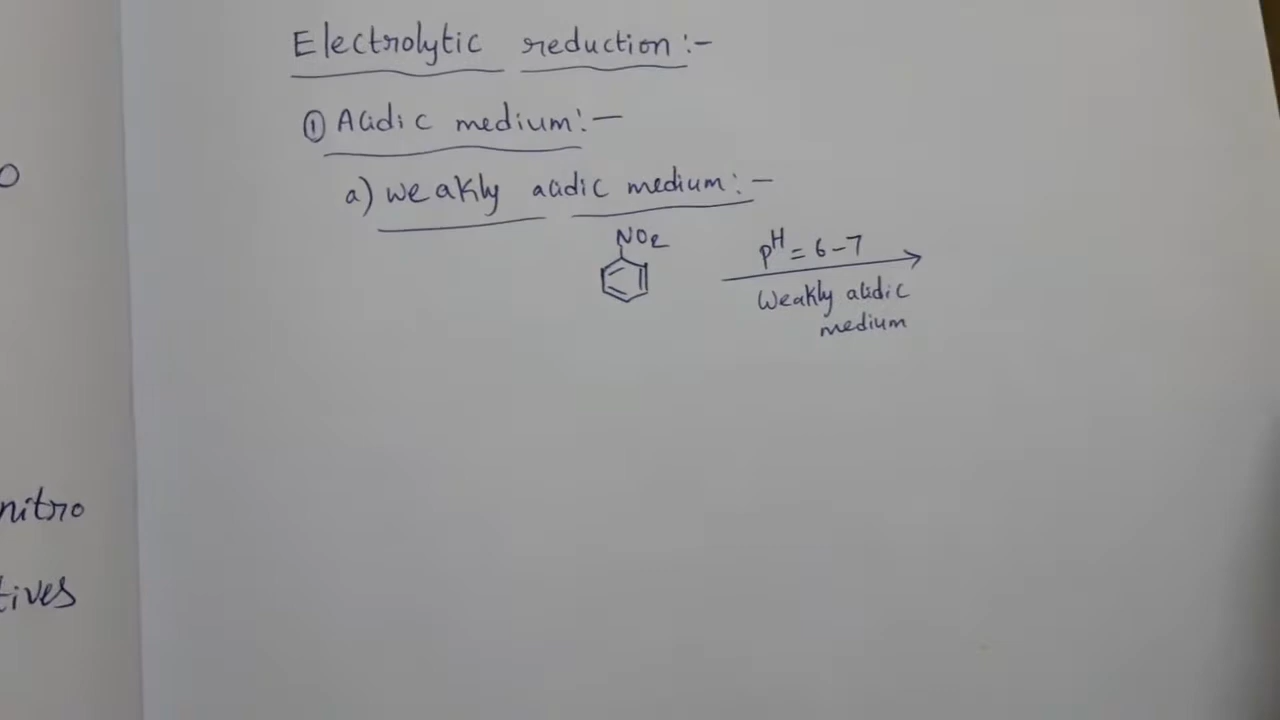 Electrolytic reduction :-
① Acidic medium :-
a) weakly acidic medium :-
NO2
pH = 6-7
Weakly acidic
medium
O
nitro
tives